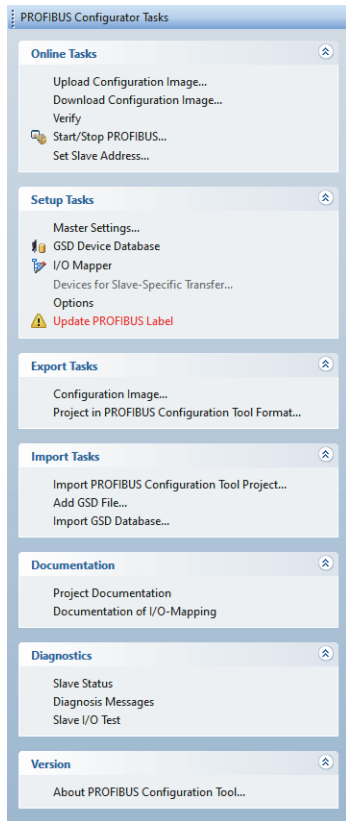 PROFIBUS Configurator Tasks
Online Tasks
Upload Configuration Image...
Download Configuration Image...
Verify
Start/Stop PROFIBUS...
Set Slave Address...
Setup Tasks
Master Settings...
GSD Device Database
I/O Mapper
Devices for Slave-Specific Transfer...
Options
Update PROFIBUS Label
Export Tasks
Configuration Image...
Project in PROFIBUS Configuration Tool Format...
Import Tasks
Import PROFIBUS Configuration Tool Project...
Add GSD File...
Import GSD Database...
Documentation
Project Documentation
Documentation of I/O-Mapping
Diagnostics
Slave Status
Diagnosis Messages
Slave I/O Test
Version
About PROFIBUS Configuration Tool...